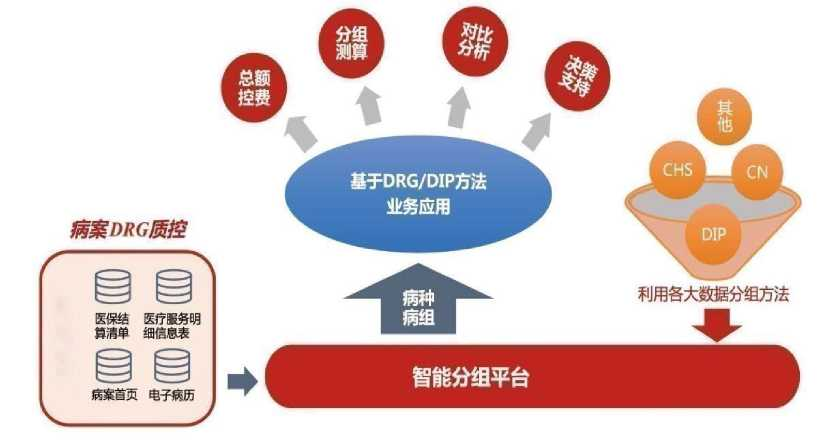 分组
测算
对比
分析
总额
控费
决策
支持
其
他
CHS
CN
DIP
基于DRG/DIP方法
业务应用
病案DRG质控
医保结
算清单
医疗服务明
细信息表
病案首页
电子病历
病种
病组
利用各大数据分组方法
智能分组平台